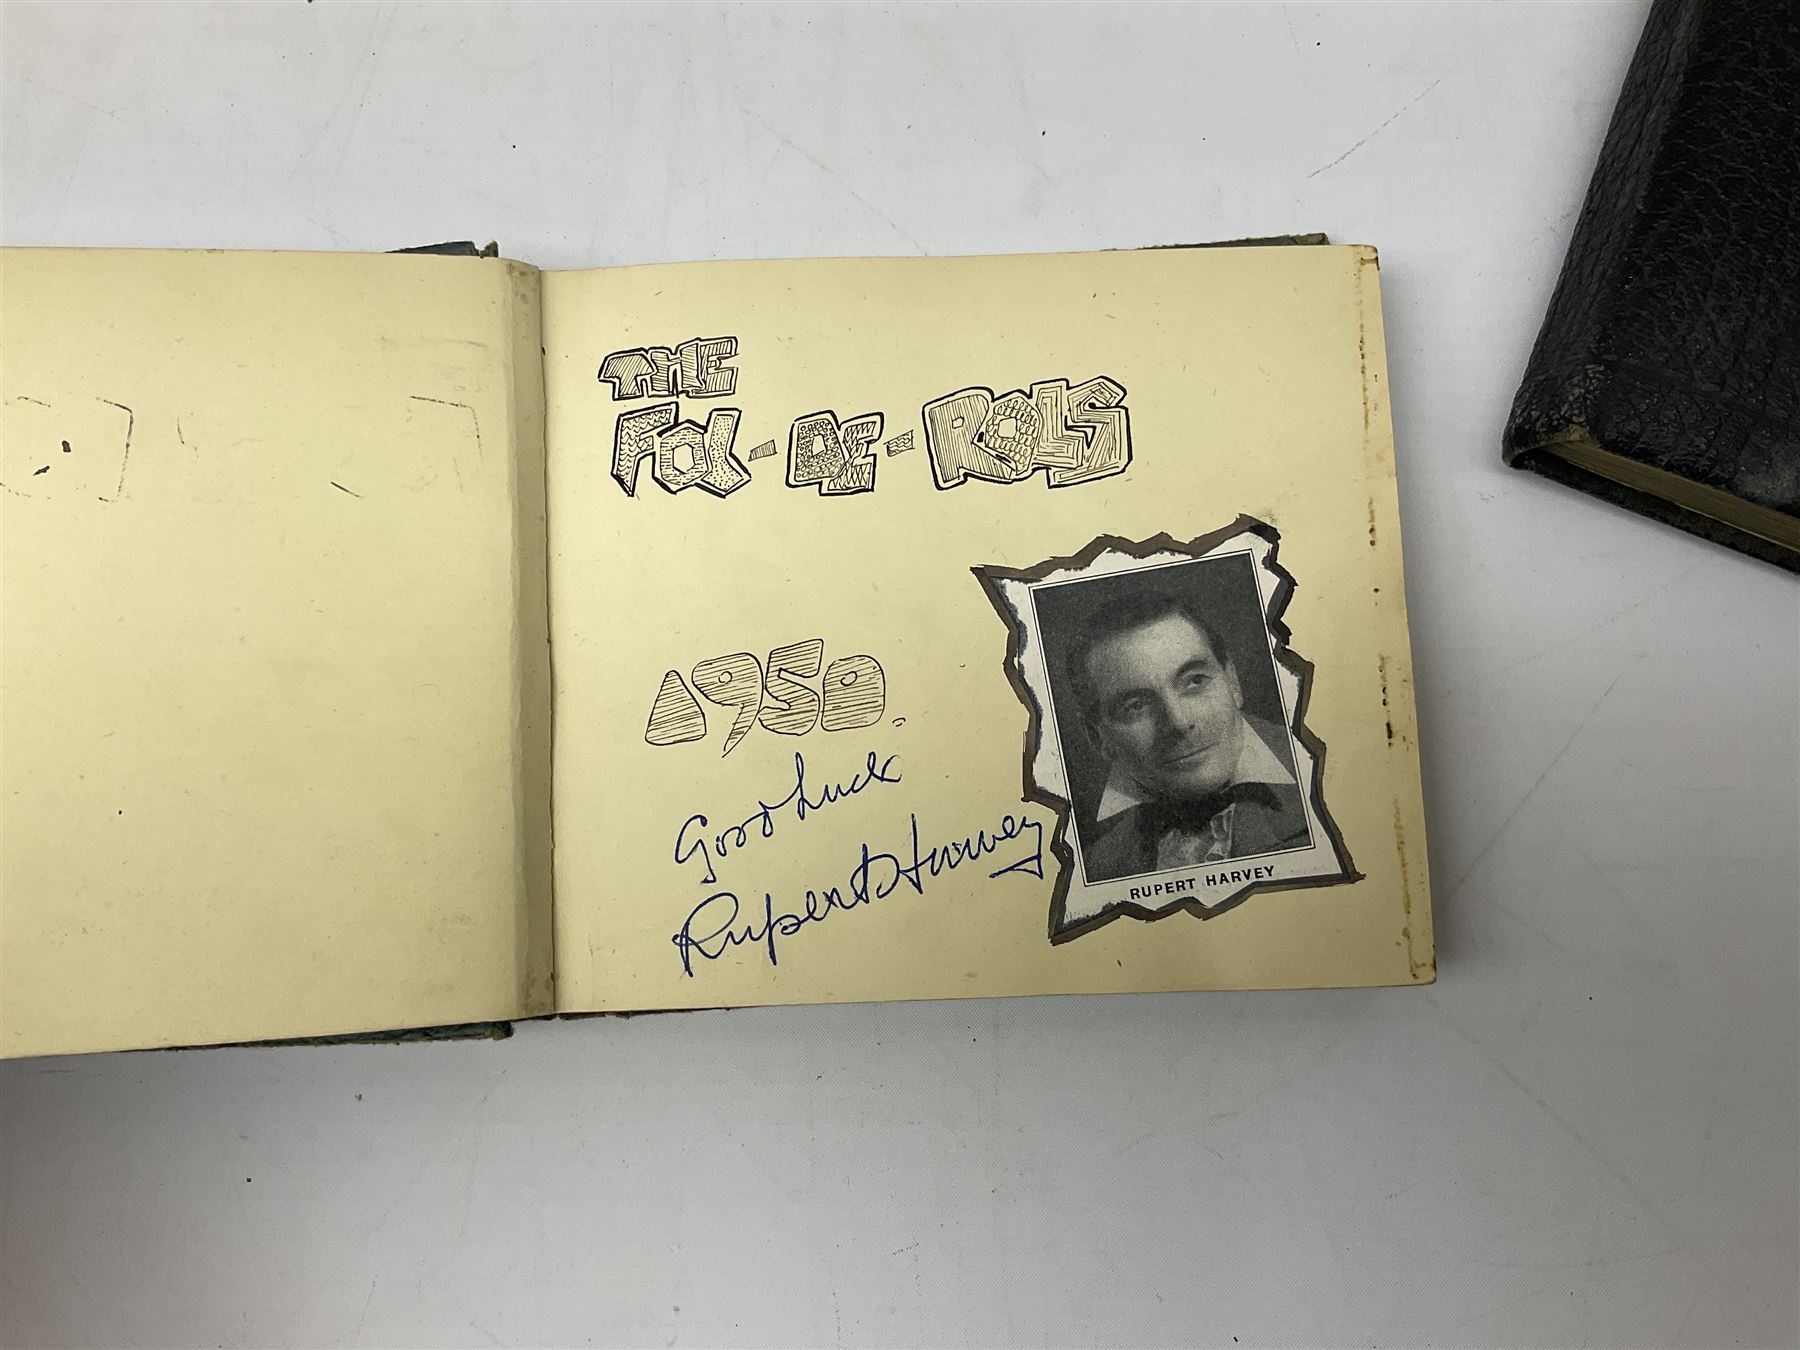 THE
FOL-DE-ROLS
1950.
Good Luck
Rupert Harvey
RUPERT HARVEY